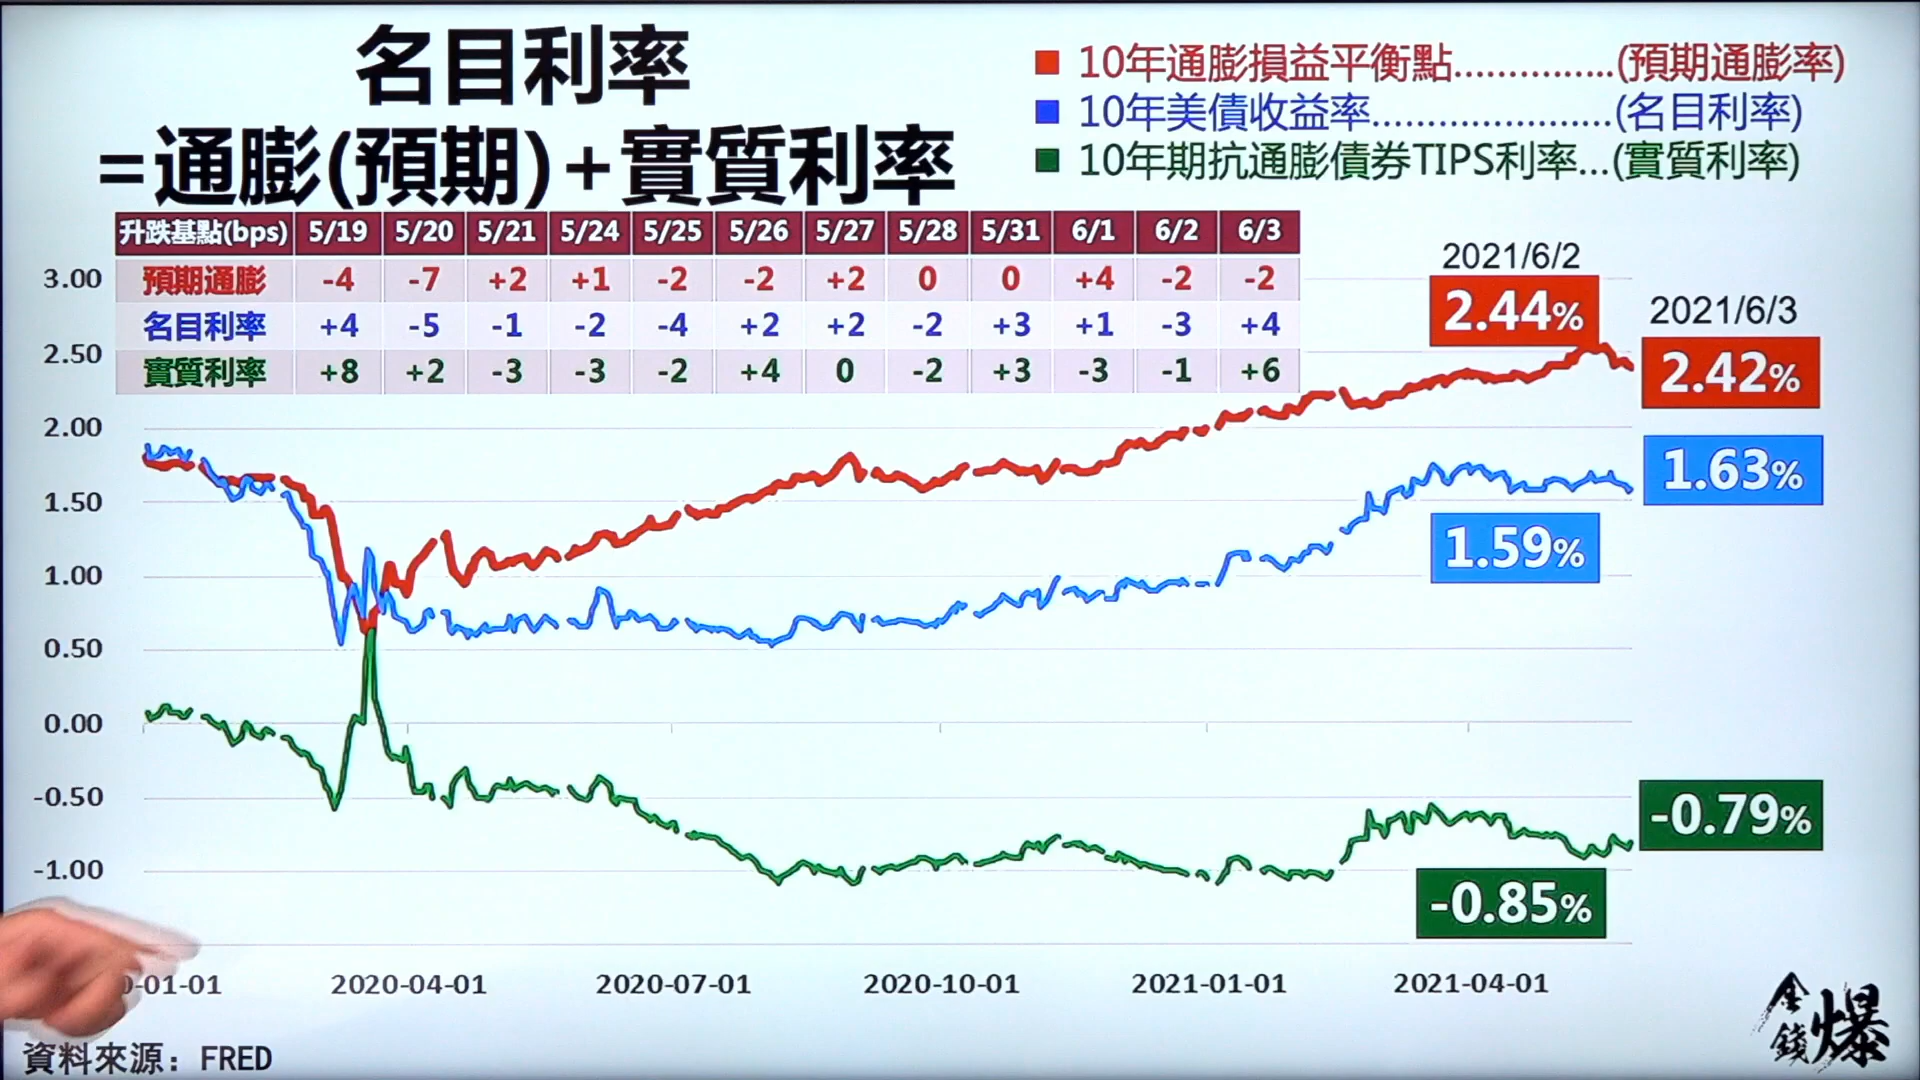 名目利率
=通膨(預期)+實質利率
10年通膨損益平衡點...............(預期通膨率)
10年美債收益率......................(名目利率)
10年期抗通膨債券TIPS利率...(實質利率)
升跌基點(bps) 5/19 5/20 5/21 5/24 5/25 5/26 5/27 5/28 5/31 6/1 6/2 6/3
預期通膨 -4 -7 +2 +1 -2 -2 +2 0 0 +4 -2 -2
名目利率 +4 -5 -1 -2 -4 +2 +2 -2 +3 +1 -3 +4
實質利率 +8 +2 -3 -3 -2 +4 0 -2 +3 -3 -1 +6
3.00
2.50
2.00
1.50
1.00
0.50
0.00
-0.50
-1.00
2021/6/2
2.44%
2021/6/3
2.42%
1.63%
1.59%
-0.79%
-0.85%
0-01-01 2020-04-01 2020-07-01 2020-10-01 2021-01-01 2021-04-01
資料來源：FRED
金錢爆